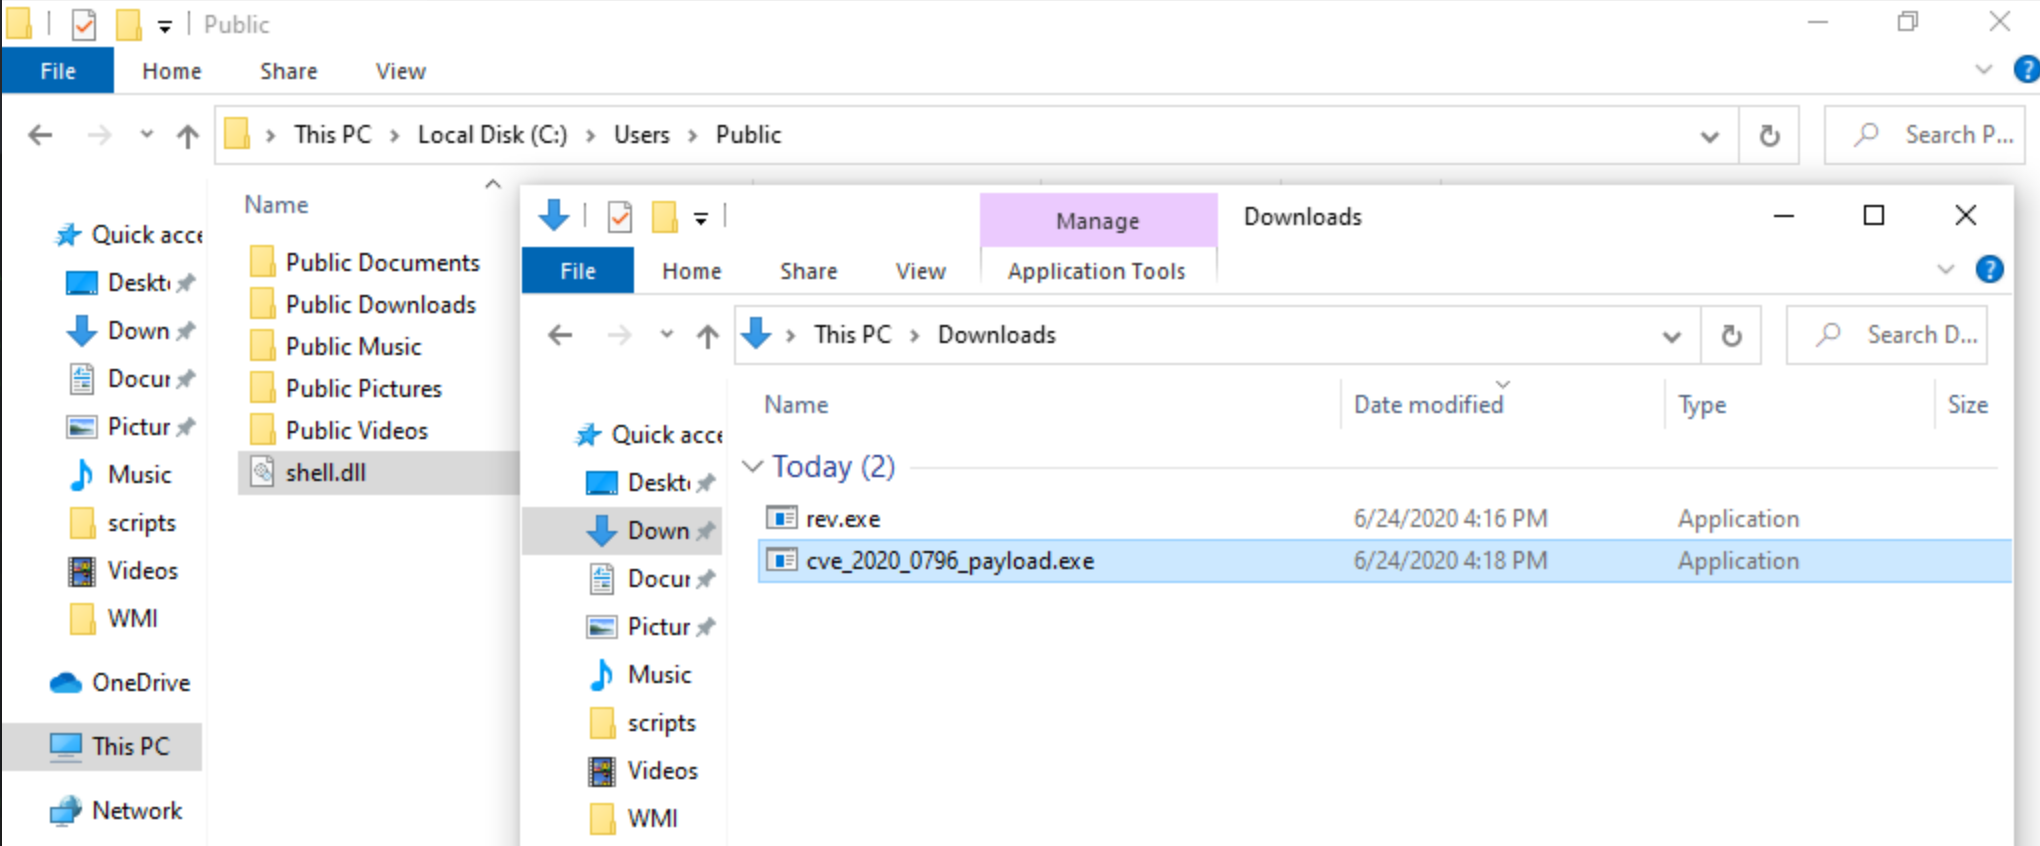 Public
File Home Share View
This PC Local Disk (C:) Users Public Search P...
Name
Quick acce
Deskt
Down
Docur
Pictur
Music
scripts
Videos
WMI
OneDrive
This PC
Network
Public Documents
Public Downloads
Public Music
Public Pictures
Public Videos
shell.dll
Manage Downloads
File Home Share View Application Tools
This PC Downloads Search D...
Name Date modified Type Size
Quick acce
Deskt
Down
Docur
Pictur
Music
scripts
Videos
WMI
Today (2)
rev.exe 6/24/2020 4:16 PM Application
cve_2020_0796_payload.exe 6/24/2020 4:18 PM Application